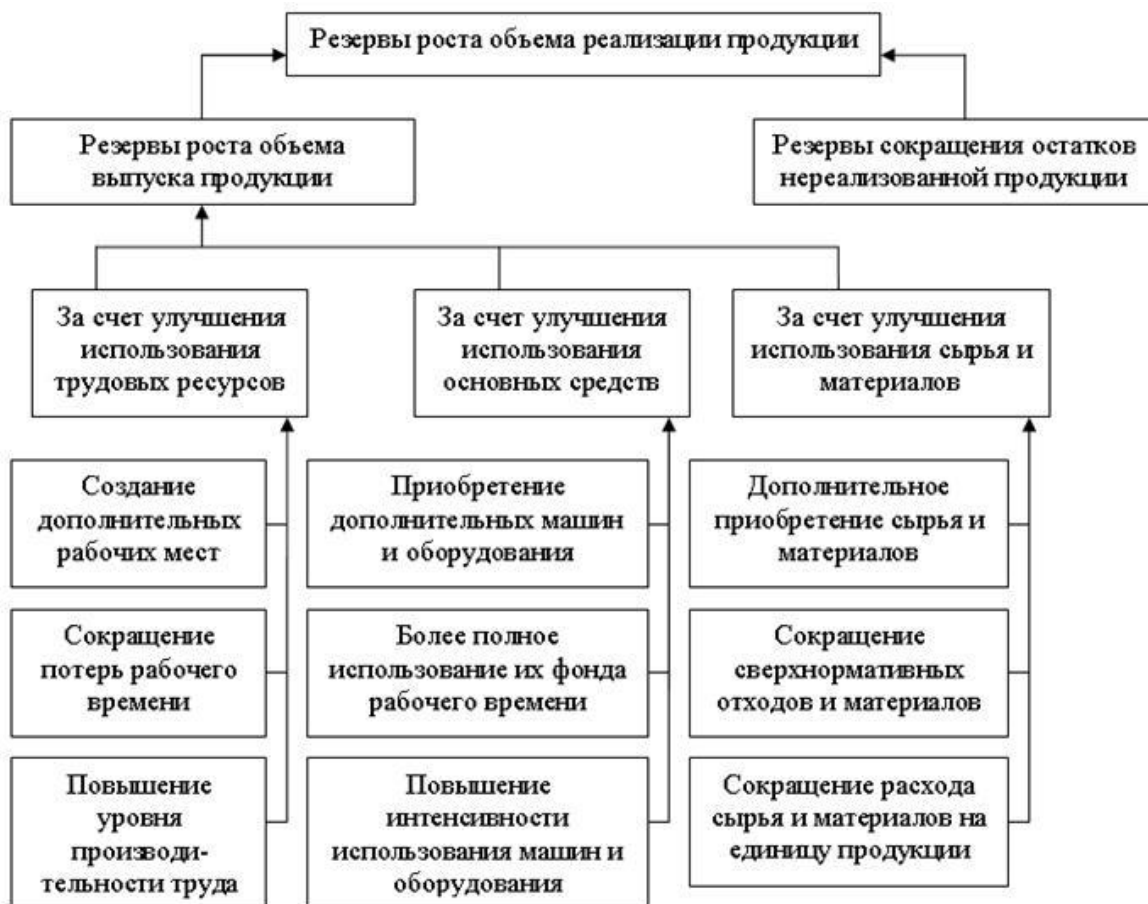 Резервы роста объема реализации продукции
Резервы роста объема
выпуска продукции
Резервы сокращения остатков
нереализованной продукции
За счет улучшения
использования
трудовых ресурсов
За счет улучшения
использования
основных средств
За счет улучшения
использования сырья и
материалов
Создание
дополнительных
рабочих мест
Приобретение
дополнительных машин
и оборудования
Дополнительное
приобретение сырья и
материалов
Сокращение
потерь рабочего
времени
Более полное
использование их фонда
рабочего времени
Сокращение
сверхнормативных
отходов и материалов
Повышение
уровня
производи-
тельности труда
Повышение
интенсивности
использования машин и
оборудования
Сокращение расхода
сырья и материалов на
единицу продукции